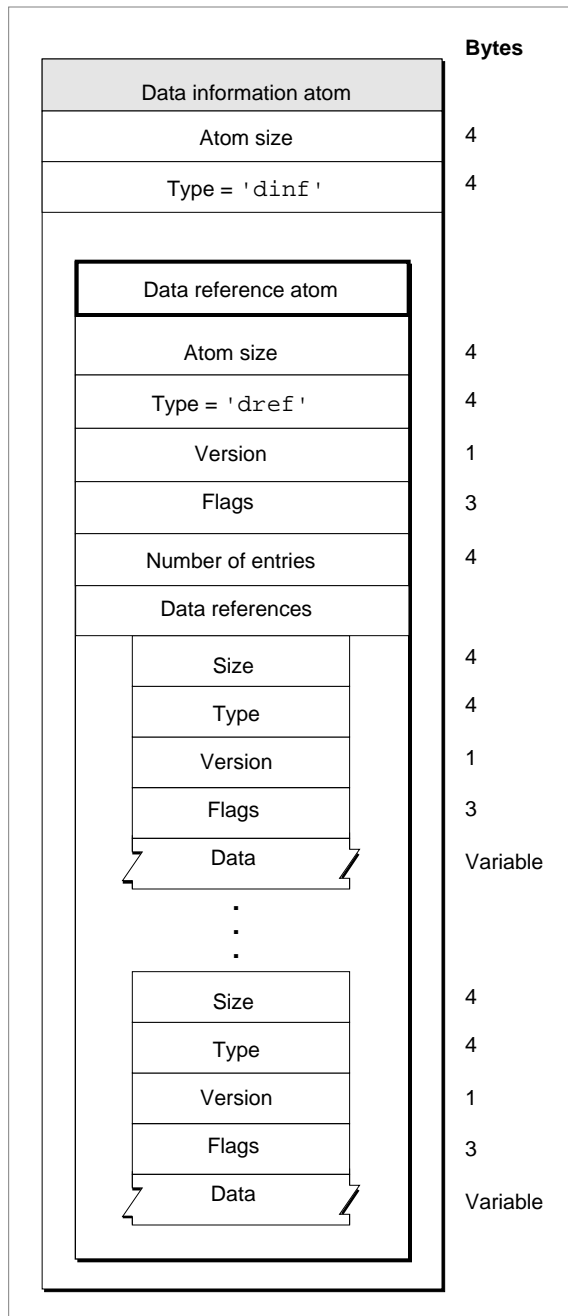 Bytes
Data information atom
Atom size 4
Type = 'dinf' 4
Data reference atom
Atom size 4
Type = 'dref' 4
Version 1
Flags 3
Number of entries 4
Data references
Size 4
Type 4
Version 1
Flags 3
Data Variable
.
.
.
Size 4
Type 4
Version 1
Flags 3
Data Variable